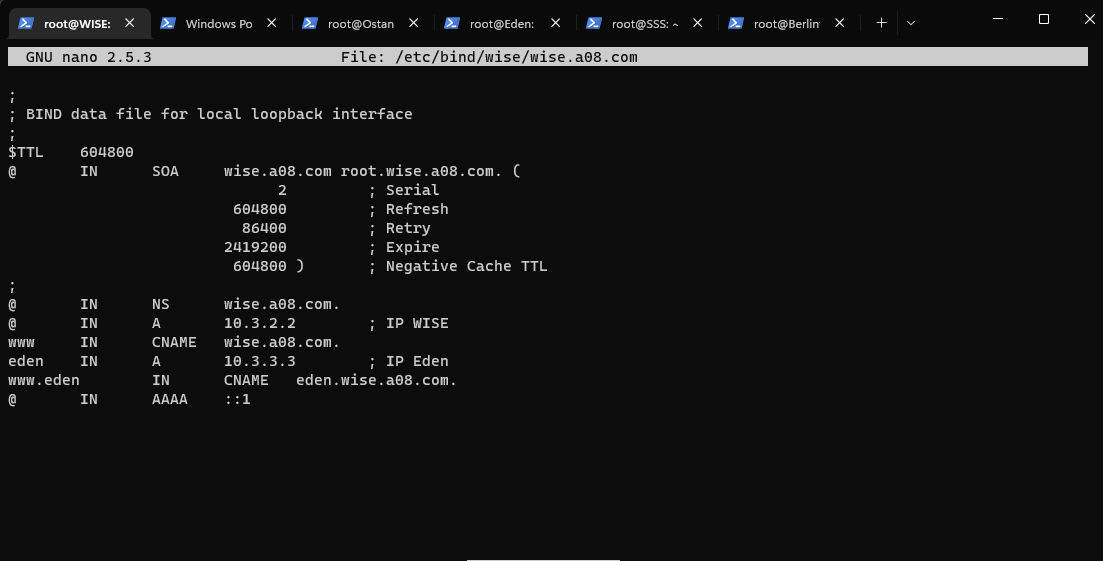 root@WISE: Windows Po root@Ostan root@Eden: root@SSS: ~ root@Berlin
GNU nano 2.5.3 File: /etc/bind/wise/wise.a08.com
;
; BIND data file for local loopback interface
;
$TTL 604800
@ IN SOA wise.a08.com root.wise.a08.com. (
2 ; Serial
604800 ; Refresh
86400 ; Retry
2419200 ; Expire
604800 ) ; Negative Cache TTL
;
@ IN NS wise.a08.com.
@ IN A 10.3.2.2 ; IP WISE
www IN CNAME wise.a08.com.
eden IN A 10.3.3.3 ; IP Eden
www.eden IN CNAME eden.wise.a08.com.
@ IN AAAA ::1